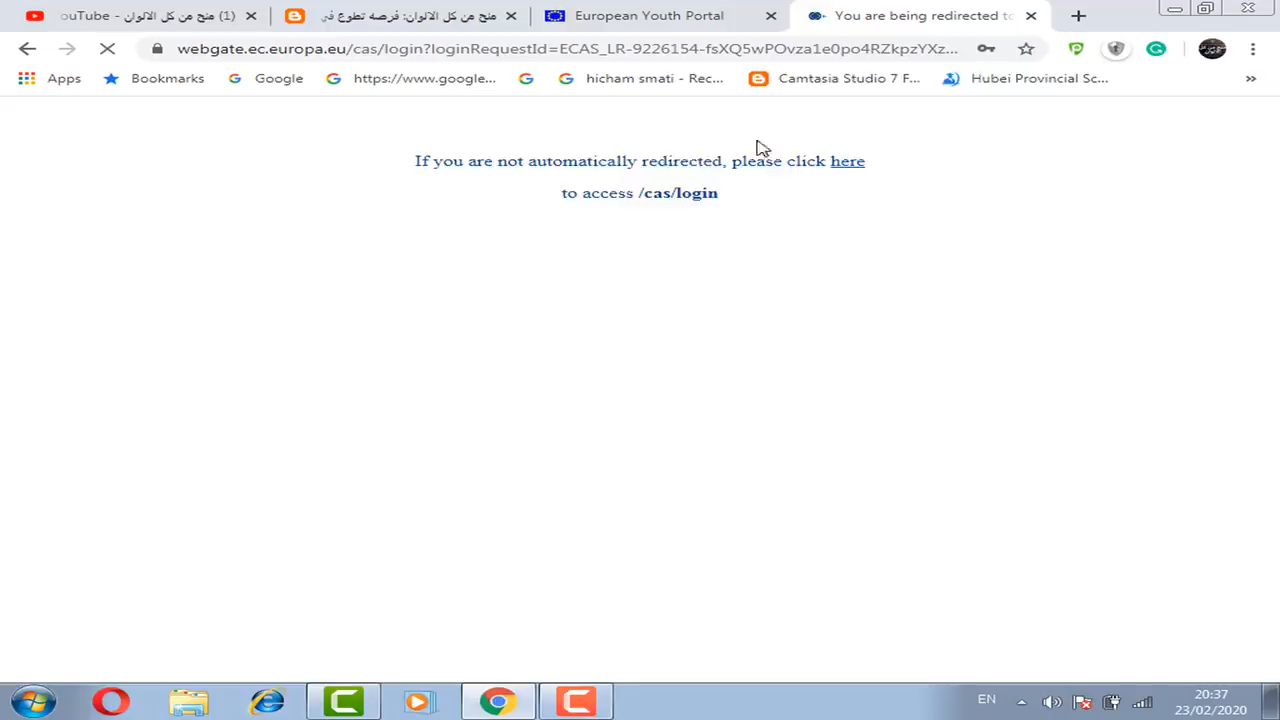 ouTube - منح من كل الالوان (1)
منح من كل الالوان: فرصه تطوع في
European Youth Portal
You are being redirected to
webgate.ec.europa.eu/cas/login?loginRequestId=ECAS_LR-9226154-fsXQ5wPOvza1e0po4RZkpzYXz...
Apps
Bookmarks
Google
https://www.google...
hicham smati - Rec...
Camtasia Studio 7 F...
Hubei Provincial Sc...
»
If you are not automatically redirected, please click here
to access /cas/login
EN
20:37
23/02/2020